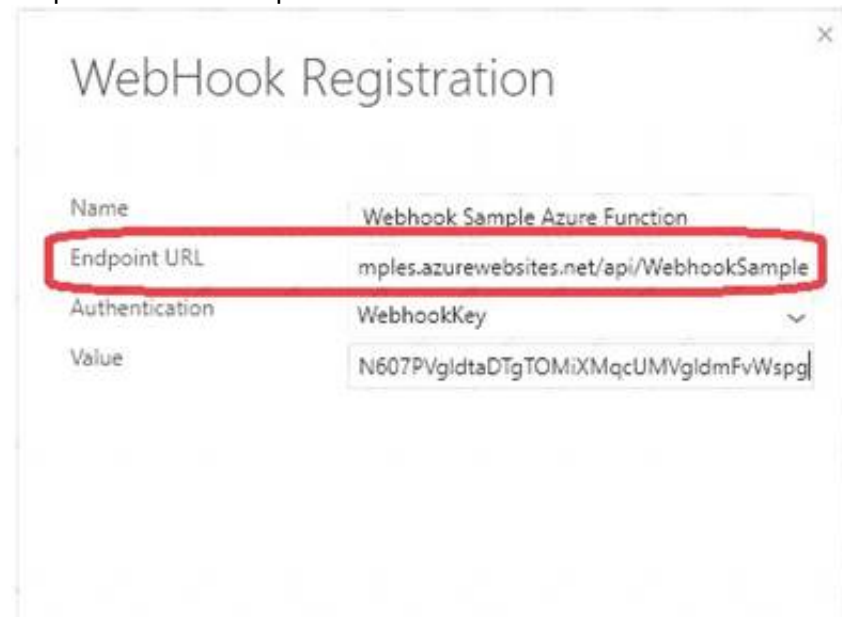 WebHook Registration
Name
Webhook Sample Azure Function
Endpoint URL
mples.azurewebsites.net/api/WebhookSample
Authentication
WebhookKey
Value
N607PVgldtaDTgTOMiXMqcUMVgldmFvWspg